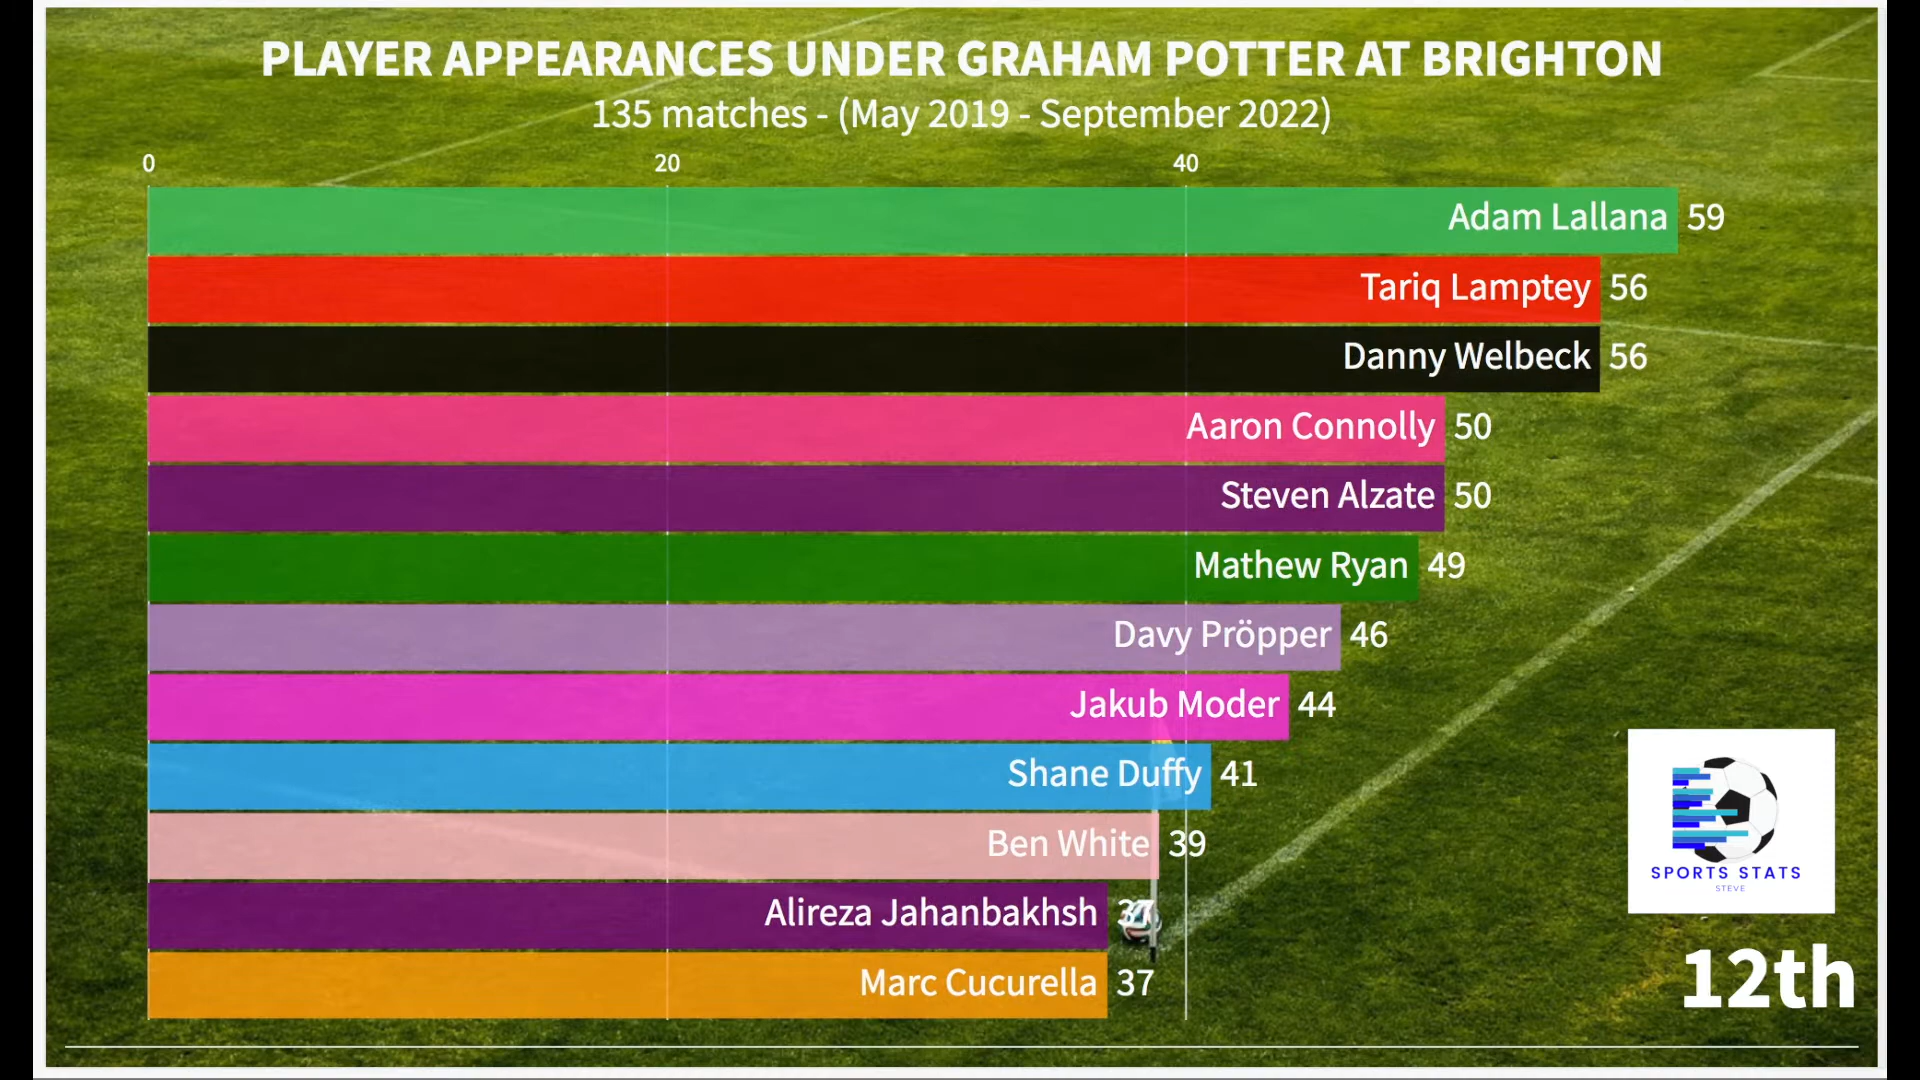 PLAYER APPEARANCES UNDER GRAHAM POTTER AT BRIGHTON
135 matches - (May 2019 - September 2022)
0 20 40
Adam Lallana 59
Tariq Lamptey 56
Danny Welbeck 56
Aaron Connolly 50
Steven Alzate 50
Mathew Ryan 49
Davy Pröpper 46
Jakub Moder 44
Shane Duffy 41
Ben White 39
Alireza Jahanbakhsh 37
Marc Cucurella 37
SPORTS STATS
STEVE
12th